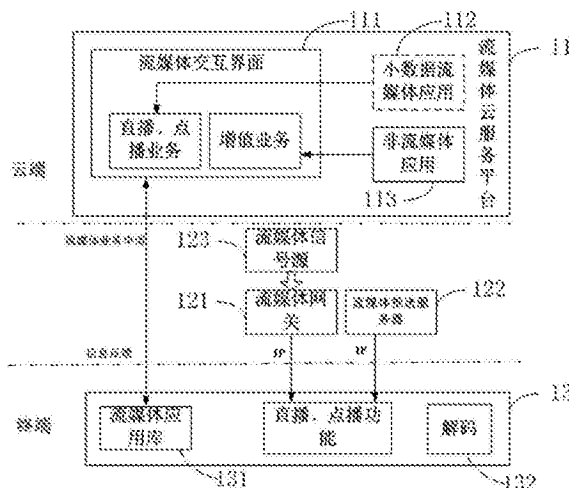 111
112
11
流媒体交互界面
小数据流
媒体应用
流媒体云服务平台
直播、点
播业务
增值业务
非流媒体
应用
113
云端
123
流媒体信
号源
121
流媒体网
关
122
IP
IP
13
终端
流媒体应
用库
直播、点播功
能
解码
131
132